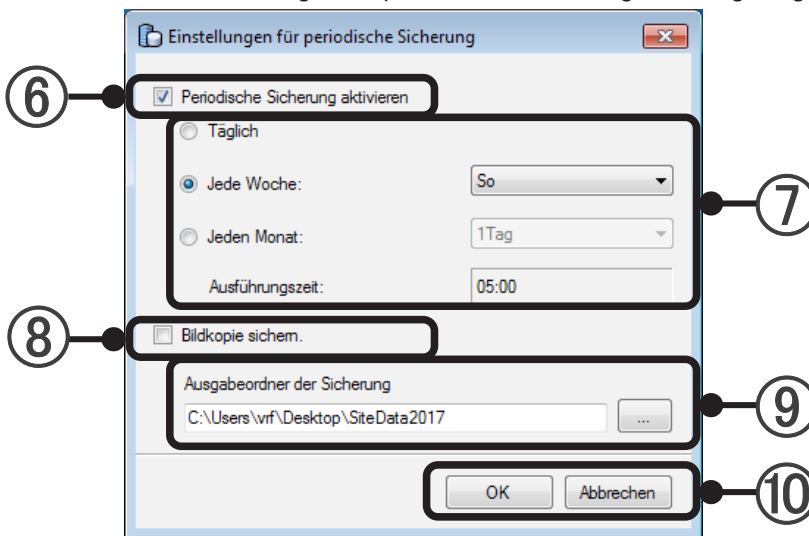 Einstellungen für periodische Sicherung
⑥ Periodische Sicherung aktivieren
Täglich
Jede Woche: So
⑦
Jeden Monat: 1Tag
Ausführungszeit: 05:00
⑧ Bildkopie sichern.
Ausgabeordner der Sicherung
C:\Users\vrf\Desktop\SiteData2017 ... ⑨
OK Abbrechen ⑩